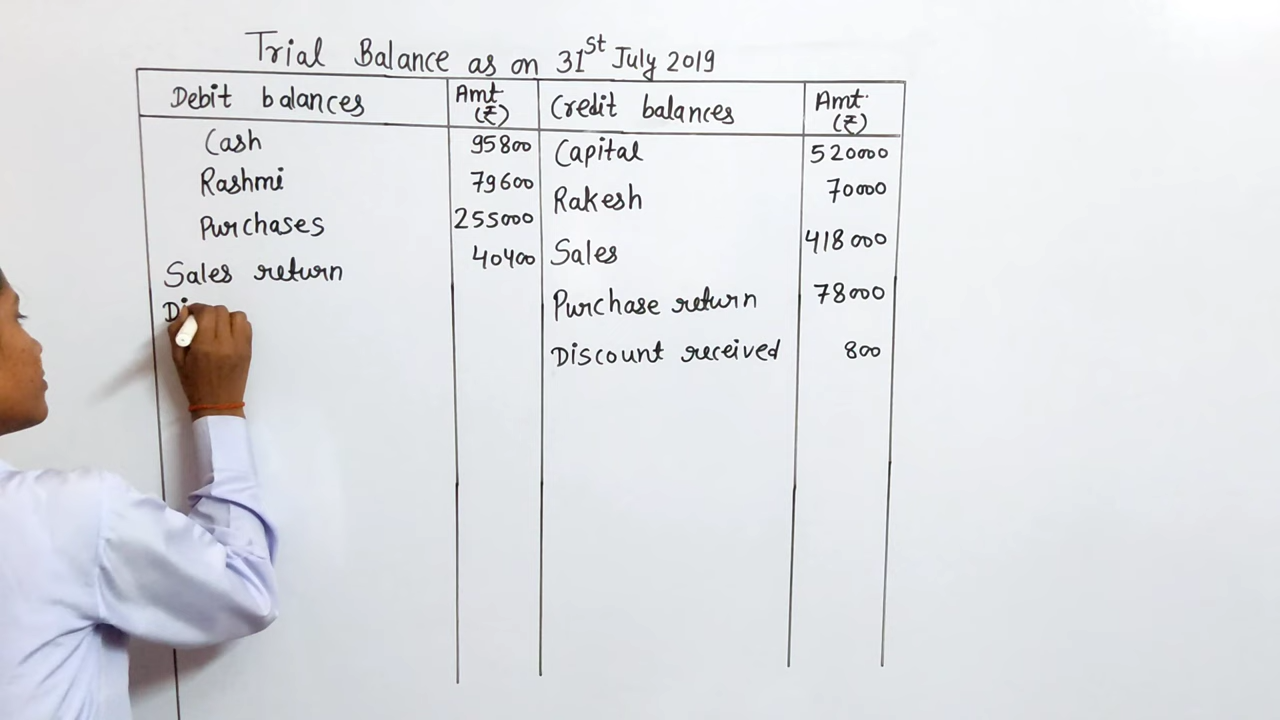 Trial Balance as on 31st July 2019
Debit balances Amt (₹) Credit balances Amt. (₹)
Cash 95800 Capital 520000
Rashmi 79600 Rakesh 70000
Purchases 255000 Sales 418000
Sales return 40400 Purchase return 78000
Di Discount received 800